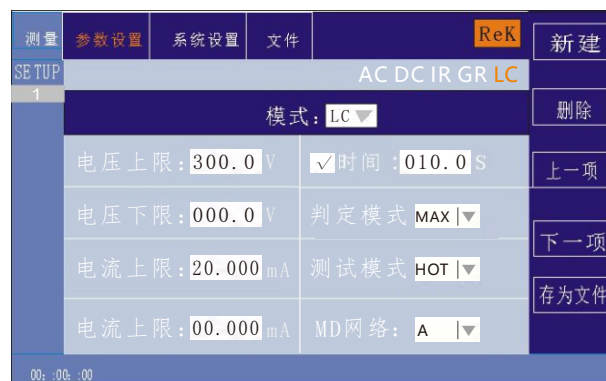 测量 参数设置 系统设置 文件 ReK 新建
SETUP AC DC IR GR LC
1
模式：LC
删除
电压上限：300.0 V √时间：010.0 S
上一项
电压下限：000.0 V 判定模式 MAX
下一项
电流上限：20.000 mA 测试模式 HOT
存为文件
电流上限：00.000 mA MD网络： A
00: :00: :00